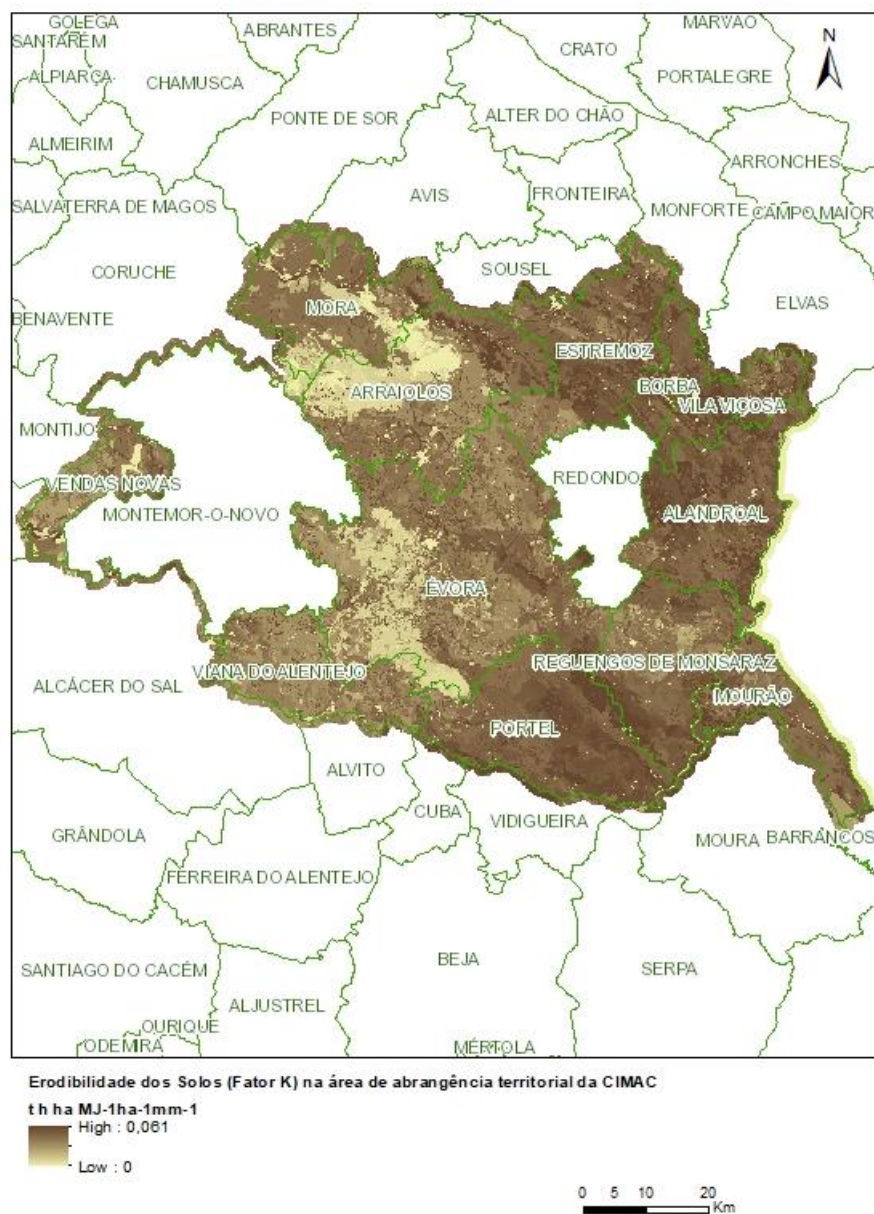 GOLEGA
SANTARÉM
ABRANTES
MARVAO
N
CRATO
ALPIARÇA
CHAMUSCA
PORTALEGRE
PONTE DE SOR
ALTER DO CHÃO
ALMEIRIM
ARRONCHES
AVIS
FRONTEIRA
SALVATERRA DE MAGOS
MONFORTE
CAMPO MAIOR
CORUCHE
SOUSEL
ELVAS
MORA
BENAVENTE
ESTREMOZ
BORBA
ARRAIOLOS
VILA VIÇOSA
MONTIJO
REDONDO
VENDAS NOVAS
MONTEMOR-O-NOVO
ALANDROAL
ÉVORA
VIANA DO ALENTEJO
REGUENGOS DE MONSARAZ
ALCÁCER DO SAL
MOURÃO
PORTEL
ALVITO
CUBA
VIDIGUEIRA
GRÂNDOLA
MOURA
BARRANCOS
FERREIRA DO ALENTEJO
BEJA
SERPA
SANTIAGO DO CACÉM
ALJUSTREL
OURIQUE
ODEMIRA
MÉRTOLA
Erodibilidade dos Solos (Fator K) na área de abrangência territorial da CIMAC
t h ha MJ-1ha-1mm-1
High : 0,061
Low : 0
0 5 10 20
Km